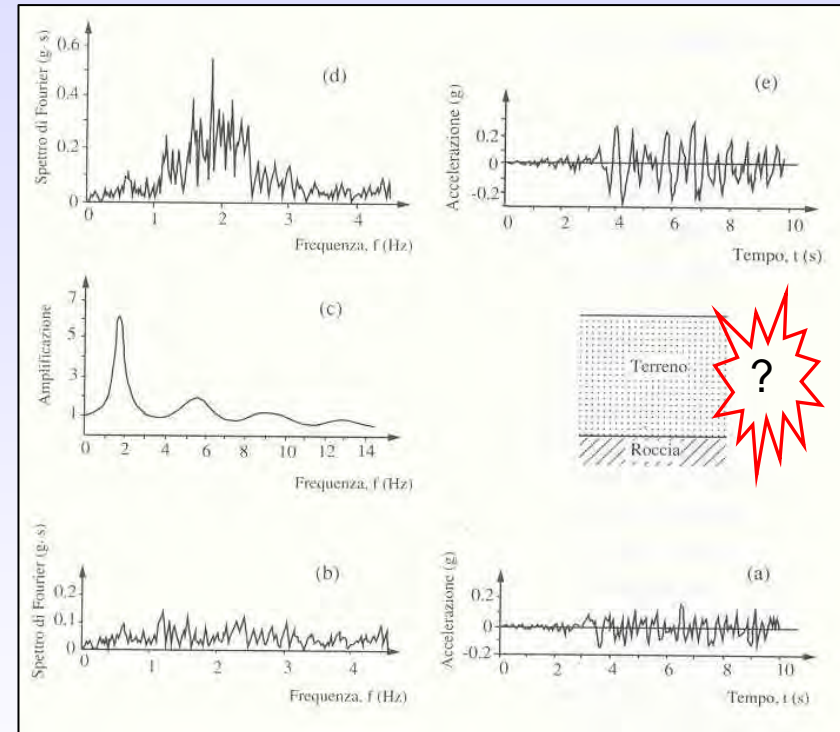 Spettro di Fourier (g· s)
0.6
0.4
0.2
0
(d)
0 1 2 3 4
Frequenza, f (Hz)
Accelerazione (g)
0.2
0
-0.2
(e)
0 2 4 6 8 10
Tempo, t (s)
Amplificazione
7
5
3
1
(c)
0 2 4 6 8 10 12 14
Frequenza, f (Hz)
Terreno
?
Roccia
Spettro di Fourier (g· s)
0.2
0.1
0
(b)
0 1 2 3 4
Frequenza, f (Hz)
Accelerazione (g)
0.2
0
-0.2
(a)
0 2 4 6 8 10
Tempo, t (s)